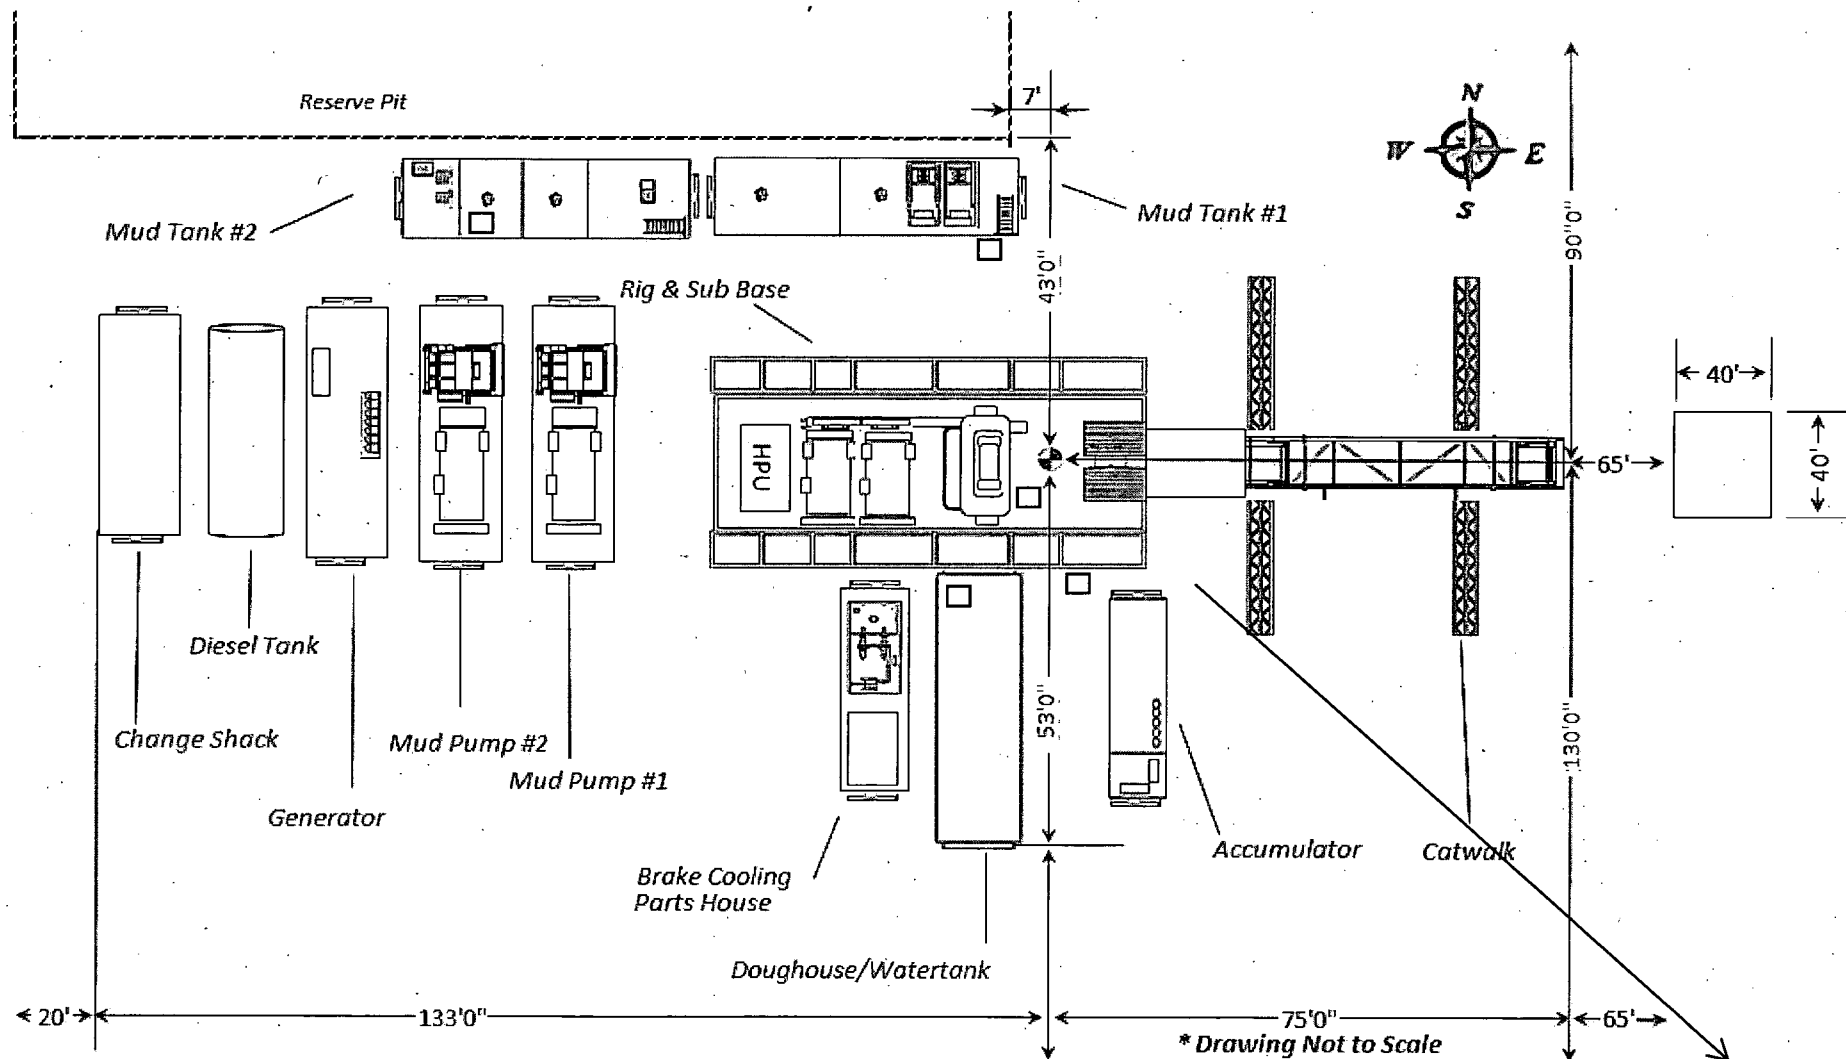 Reserve Pit
7'
N
W
E
S
Mud Tank #2
Mud Tank #1
90'0"
43'0"
Rig & Sub Base
40'
HPU
65'
40'
Diesel Tank
Change Shack
Mud Pump #2
Mud Pump #1
Generator
53'0"
130'0"
Accumulator
Catwalk
Brake Cooling
Parts House
Doughouse/Watertank
20'
133'0"
75'0"
65'
* Drawing Not to Scale